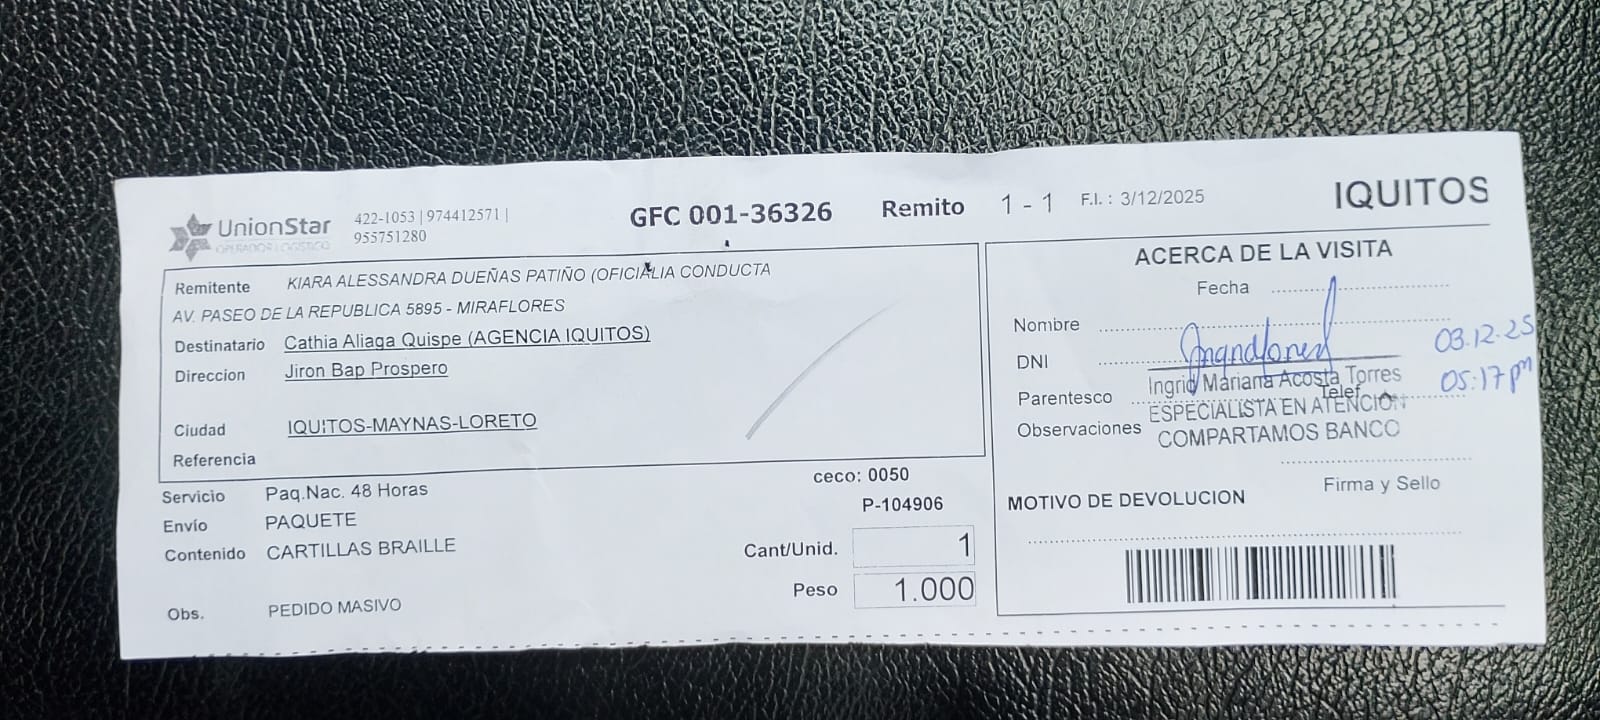 UnionStar
OPERADOR LOGISTICO
422-1053 | 974412571 |
955751280
GFC 001-36326
Remito 1 - 1
F.I. : 3/12/2025
IQUITOS
Remitente KIARA ALESSANDRA DUEÑAS PATIÑO (OFICIALIA CONDUCTA
AV. PASEO DE LA REPUBLICA 5895 - MIRAFLORES
Destinatario Cathia Aliaga Quispe (AGENCIA IQUITOS)
Direccion Jiron Bap Prospero
Ciudad IQUITOS-MAYNAS-LORETO
Referencia
Servicio Paq.Nac. 48 Horas
Envío PAQUETE
Contenido CARTILLAS BRAILLE
Obs. PEDIDO MASIVO
ceco: 0050
P-104906
Cant/Unid. 1
Peso 1.000
ACERCA DE LA VISITA
Fecha
Nombre
DNI
03.12.25
05:17 pm
Ingrid Mariana Acosta Torres
Parentesco
Telef
ESPECIALISTA EN ATENCIÓN
Observaciones
COMPARTAMOS BANCO
Firma y Sello
MOTIVO DE DEVOLUCION